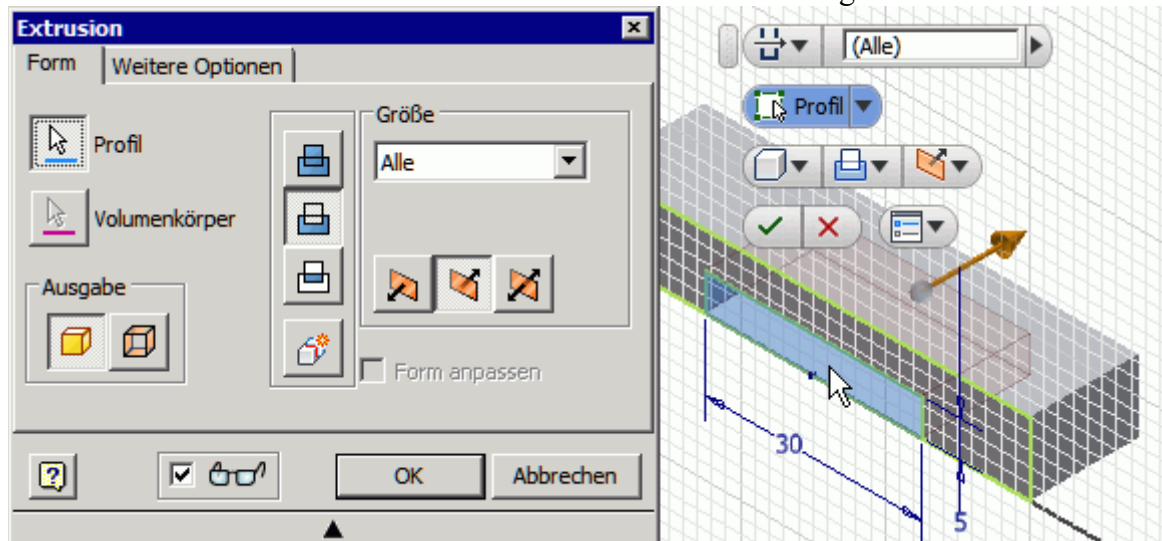 Extrusion
Form
Weitere Optionen
Profil
Volumenkörper
Ausgabe
Größe
Alle
Form anpassen
OK
Abbrechen
(Alle)
Profil
30
5